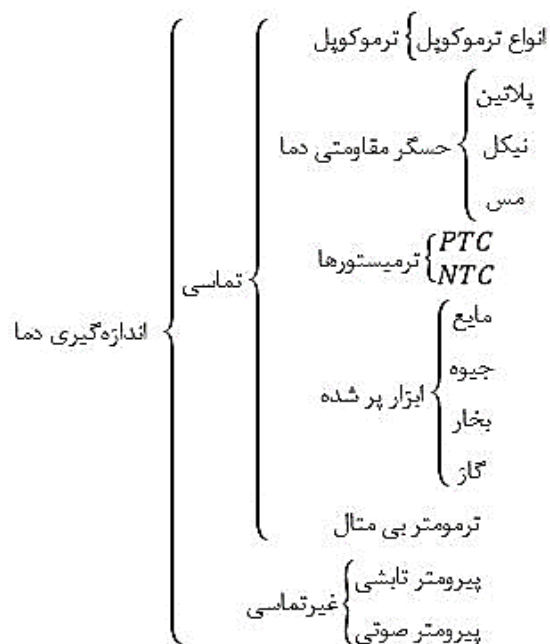 انواع ترموکوپل ترموکوپل
پلاتین
نیکل
حسگر مقاومتی دما
مس
PTC
ترمیستورها
NTC
تماسی
مایع
اندازه‌گیری دما
جیوه
ابزار پر شده
بخار
گاز
ترمومتر بی متال
پیرومتر تابشی
غیرتماسی
پیرومتر صوتی